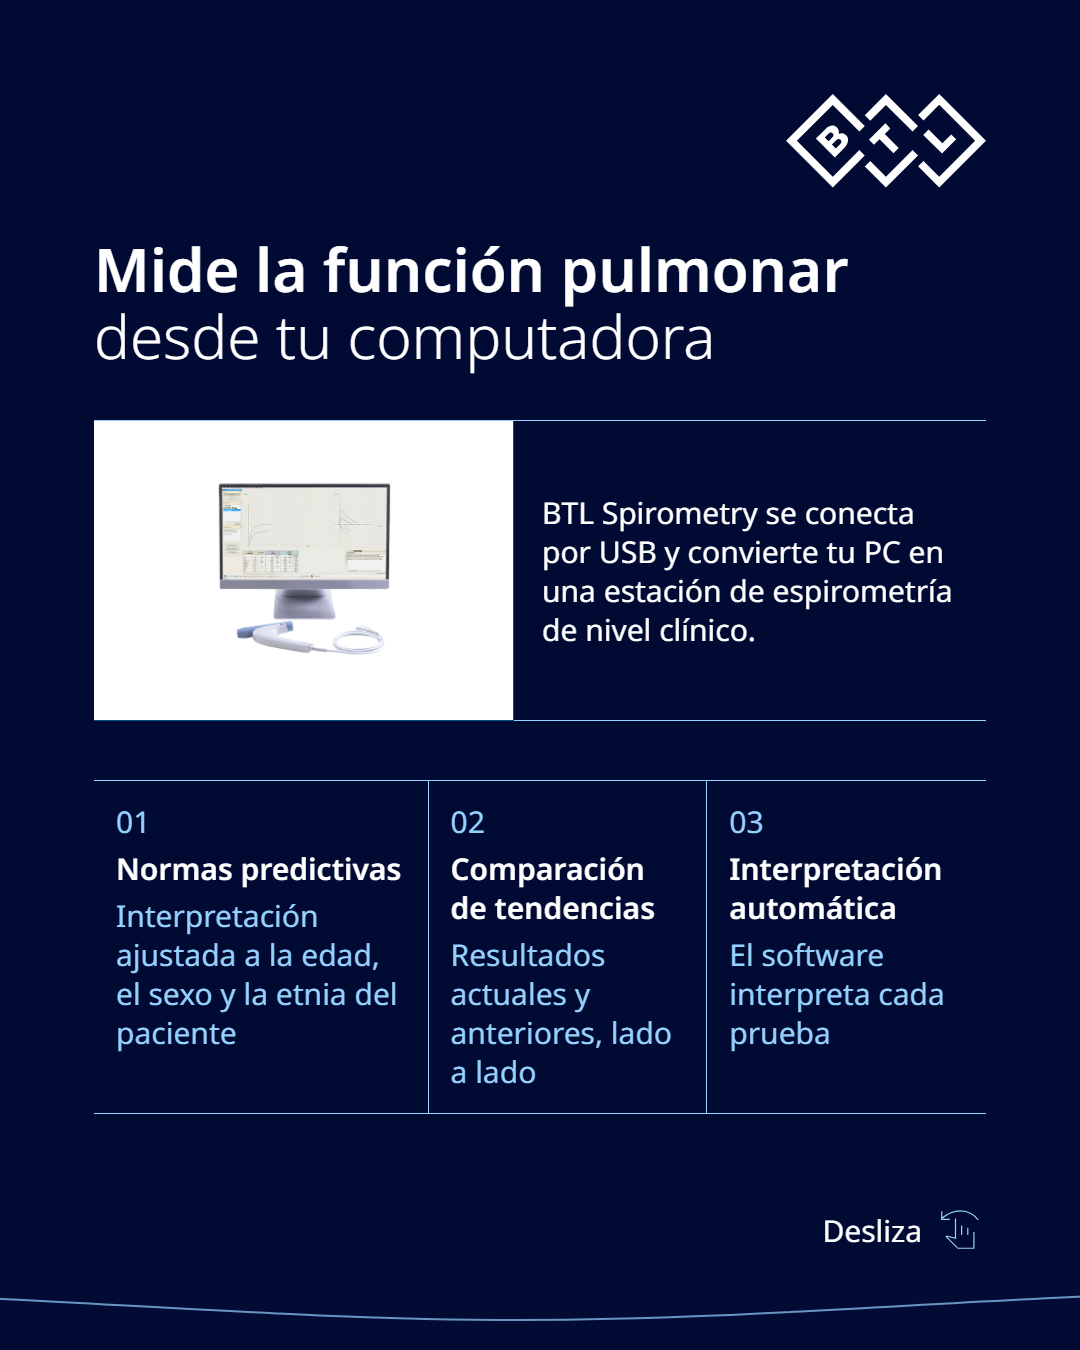 BTL
Mide la función pulmonar
desde tu computadora
BTL Spirometry se conecta
por USB y convierte tu PC en
una estación de espirometría
de nivel clínico.
01
Normas predictivas
Interpretación
ajustada a la edad,
el sexo y la etnia del
paciente
02
Comparación
de tendencias
Resultados
actuales y
anteriores, lado
a lado
03
Interpretación
automática
El software
interpreta cada
prueba
Desliza